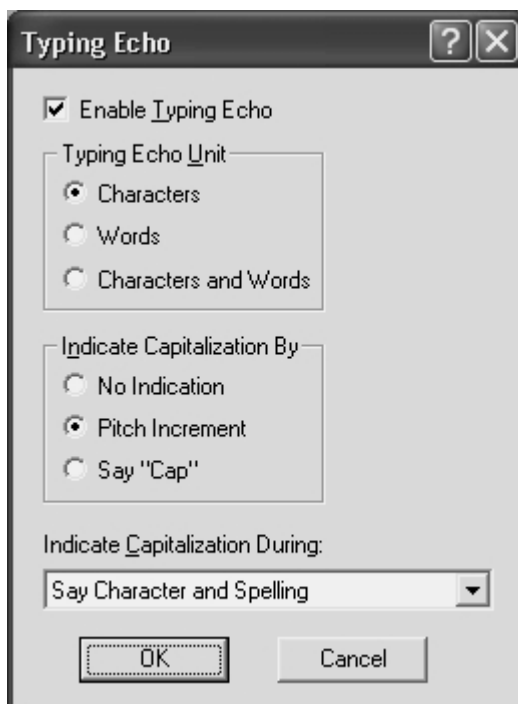 Typing Echo
Enable Typing Echo
Typing Echo Unit
Characters
Words
Characters and Words
Indicate Capitalization By
No Indication
Pitch Increment
Say "Cap"
Indicate Capitalization During:
Say Character and Spelling
OK Cancel